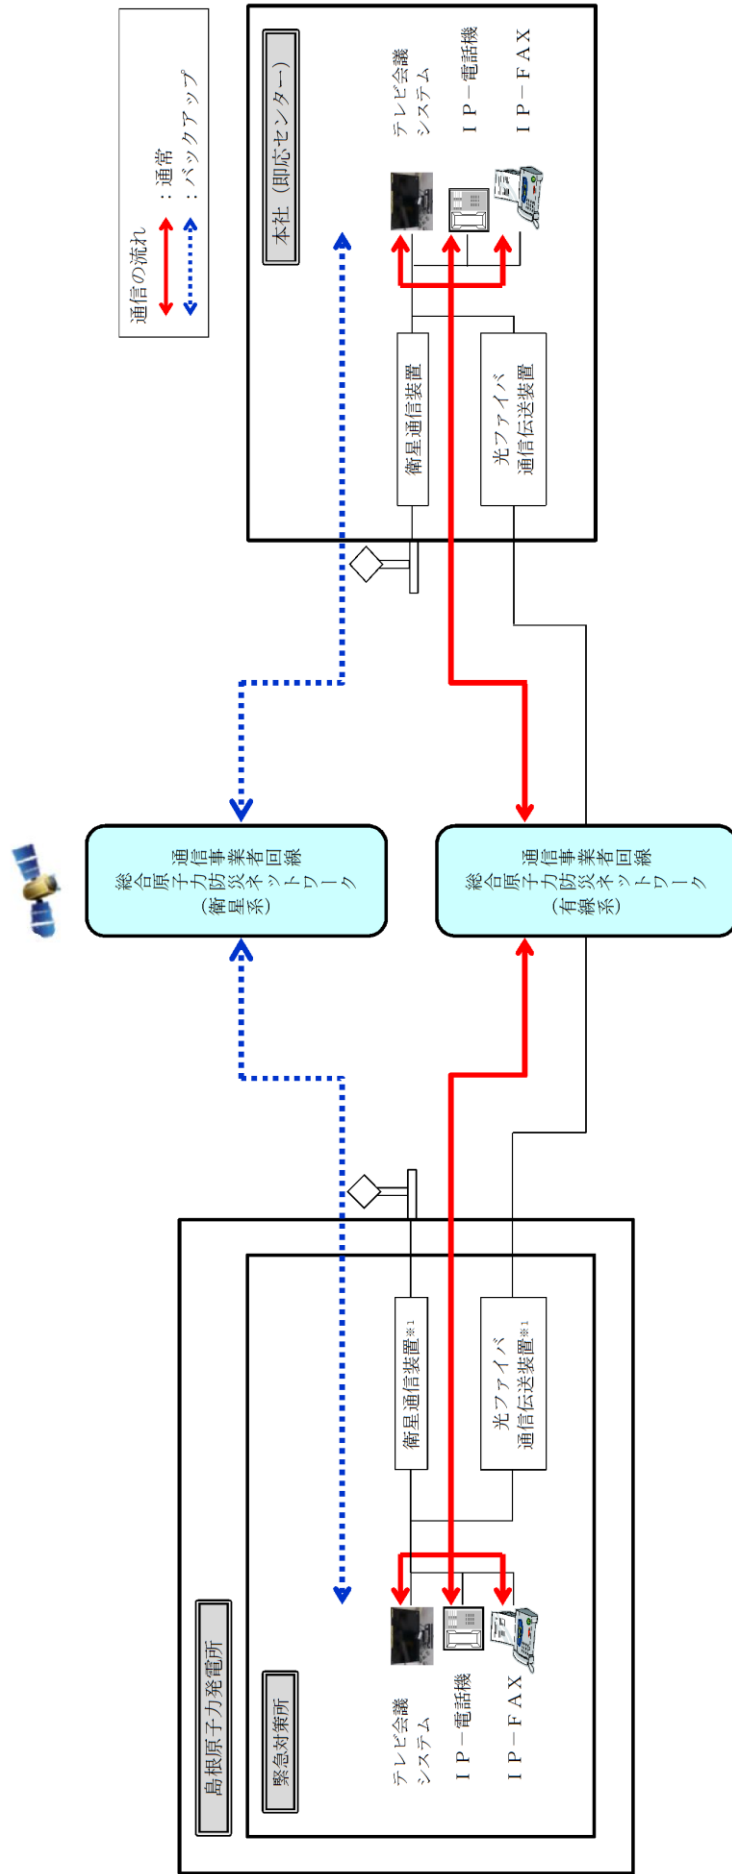 通信の流れ
：通常
：バックアップ
島根原子力発電所
緊急対策所
テレビ会議
システム
ＩＰ－電話機
ＩＰ－ＦＡＸ
衛星通信装置※1
光ファイバ
通信伝送装置※1
通信事業者回線
総合原子力防災ネットワーク
(衛星系)
通信事業者回線
総合原子力防災ネットワーク
(有線系)
本社（即応センター）
衛星通信装置
光ファイバ
通信伝送装置
テレビ会議
システム
ＩＰ－電話機
ＩＰ－ＦＡＸ